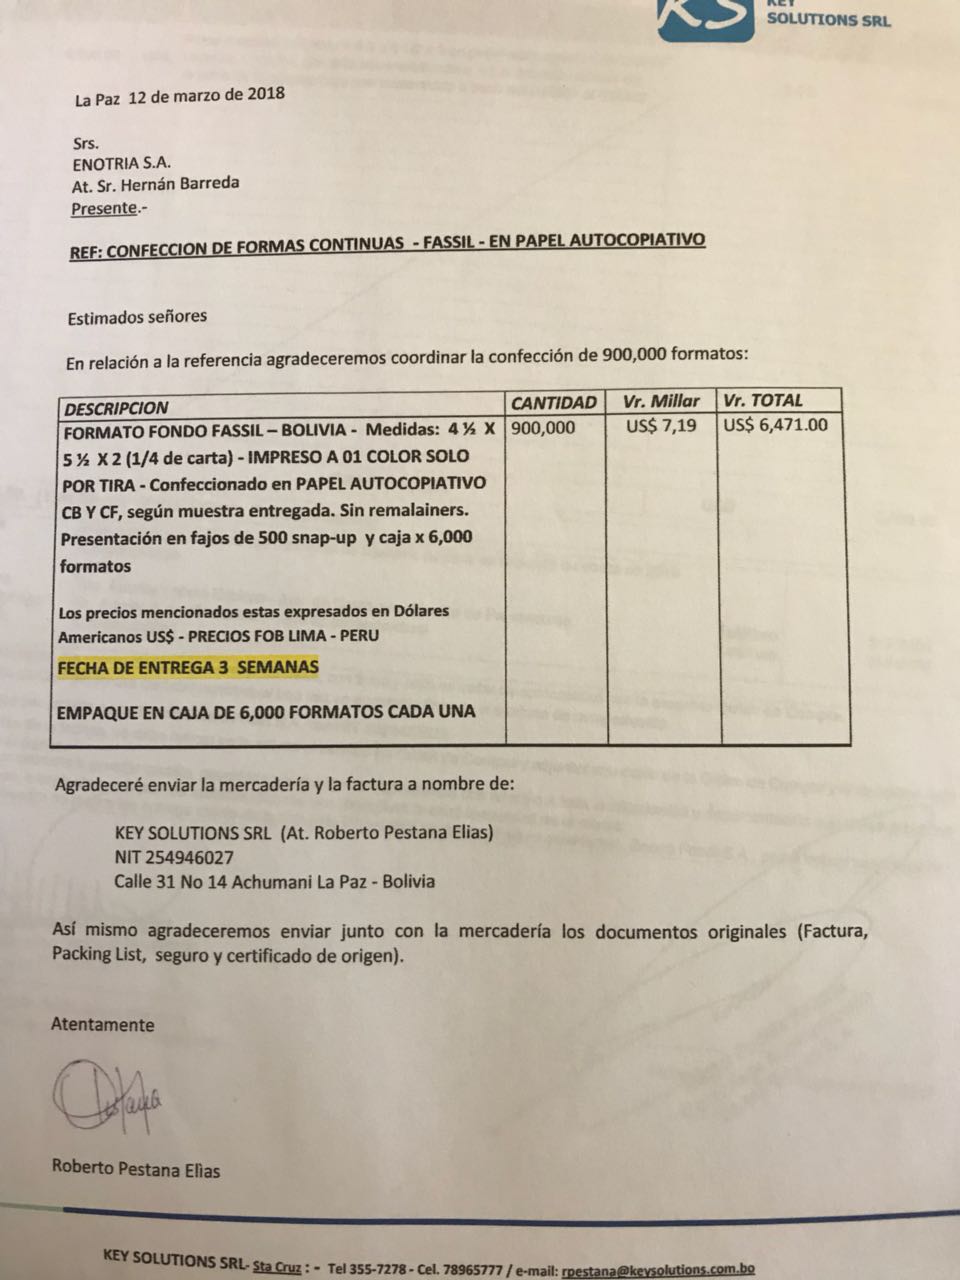 KS KEY
SOLUTIONS SRL
La Paz 12 de marzo de 2018
Srs.
ENOTRIA S.A.
At. Sr. Hernán Barreda
Presente.-
REF: CONFECCION DE FORMAS CONTINUAS - FASSIL - EN PAPEL AUTOCOPIATIVO
Estimados señores
En relación a la referencia agradeceremos coordinar la confección de 900,000 formatos:
DESCRIPCION CANTIDAD Vr. Millar Vr. TOTAL
FORMATO FONDO FASSIL – BOLIVIA - Medidas: 4 ½ X 900,000 US$ 7,19 US$ 6,471.00
5 ½ X 2 (1/4 de carta) - IMPRESO A 01 COLOR SOLO
POR TIRA - Confeccionado en PAPEL AUTOCOPIATIVO
CB Y CF, según muestra entregada. Sin remalainers.
Presentación en fajos de 500 snap-up y caja x 6,000
formatos
Los precios mencionados estas expresados en Dólares
Americanos US$ - PRECIOS FOB LIMA - PERU
FECHA DE ENTREGA 3 SEMANAS
EMPAQUE EN CAJA DE 6,000 FORMATOS CADA UNA
Agradeceré enviar la mercadería y la factura a nombre de:
KEY SOLUTIONS SRL (At. Roberto Pestana Elias)
NIT 254946027
Calle 31 No 14 Achumani La Paz - Bolivia
Así mismo agradeceremos enviar junto con la mercadería los documentos originales (Factura,
Packing List, seguro y certificado de origen).
Atentamente
Roberto Pestana Elias
KEY SOLUTIONS SRL- Sta Cruz : - Tel 355-7278 - Cel. 78965777 / e-mail: rpestana@keysolutions.com.bo